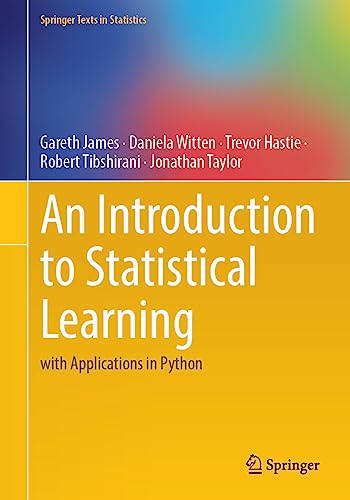 Springer Texts in Statistics
Gareth James · Daniela Witten · Trevor Hastie ·
Robert Tibshirani · Jonathan Taylor
An Introduction
to Statistical
Learning
with Applications in Python
Springer